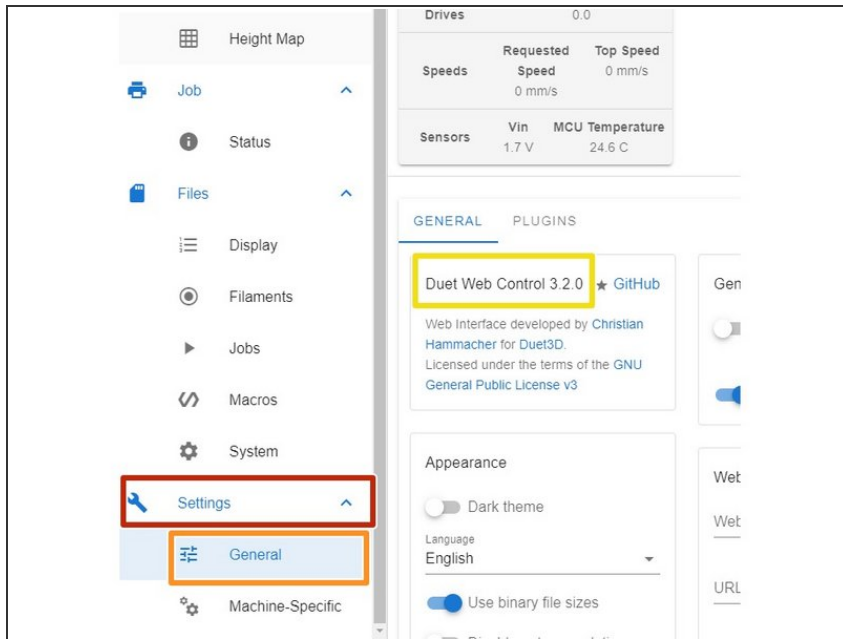 Height Map
Job
Status
Files
Display
Filaments
Jobs
Macros
System
Settings
General
Machine-Specific
Drives 0.0
Speeds
Requested Speed
0 mm/s
Top Speed
0 mm/s
Sensors
Vin
1.7 V
MCU Temperature
24.6 C
GENERAL PLUGINS
Duet Web Control 3.2.0 ★ GitHub
Web Interface developed by Christian
Hammacher for Duet3D.
Licensed under the terms of the GNU
General Public License v3
Appearance
Dark theme
Language
English
Use binary file sizes
Gen
Web
Web
URL